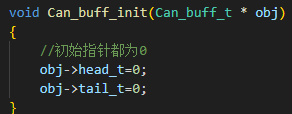 void Can_buff_init(Can_buff_t * obj)
{
    //初始指针都为0
    obj->head_t=0;
    obj->tail_t=0;
}